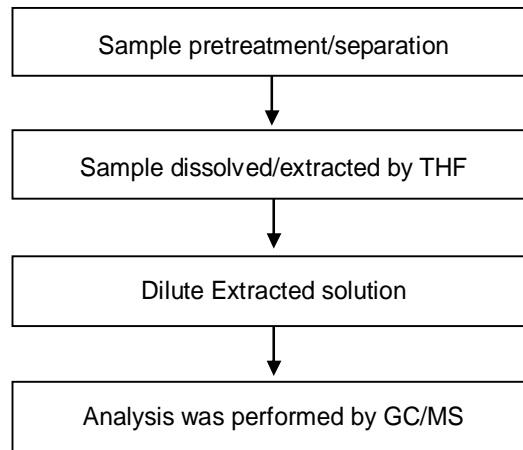 Sample pretreatment/separation
Sample dissolved/extracted by THF
Dilute Extracted solution
Analysis was performed by GC/MS